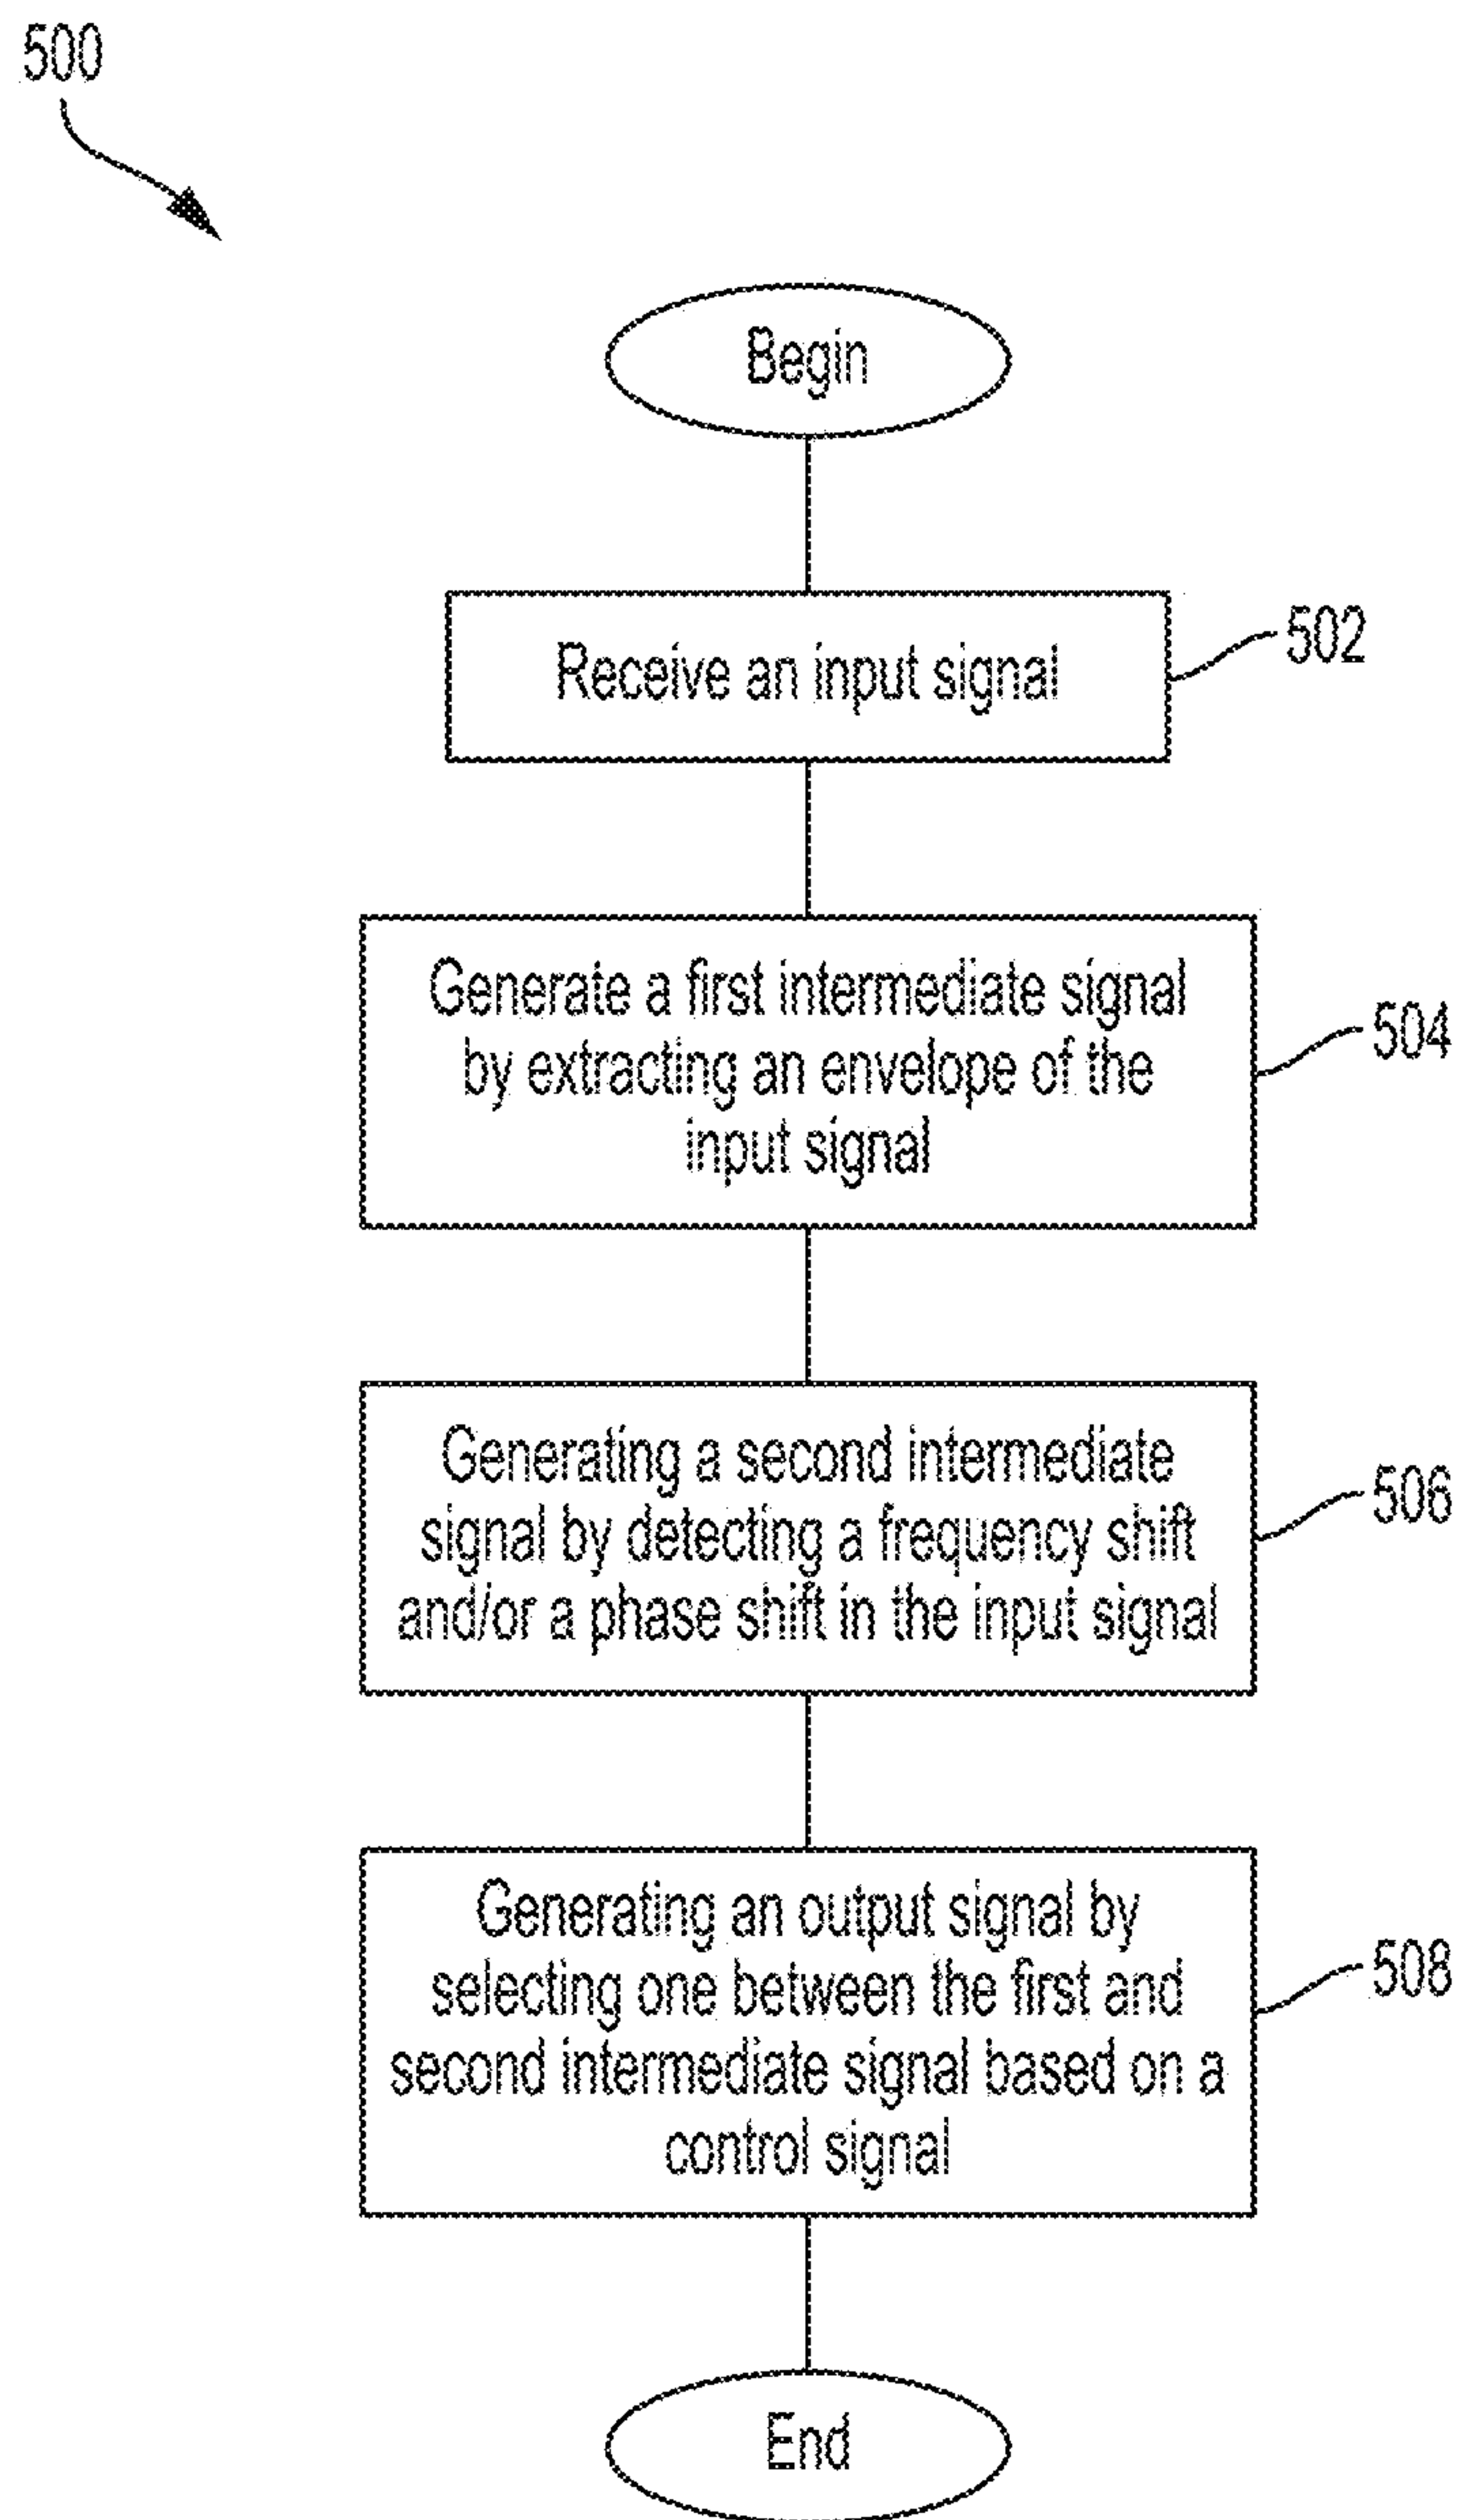 500
Begin
Receive an input signal
502
Generate a first intermediate signal
by extracting an envelope of the
input signal
504
Generating a second intermediate
signal by detecting a frequency shift
and/or a phase shift in the input signal
506
Generating an output signal by
selecting one between the first and
second intermediate signal based on a
control signal
508
End